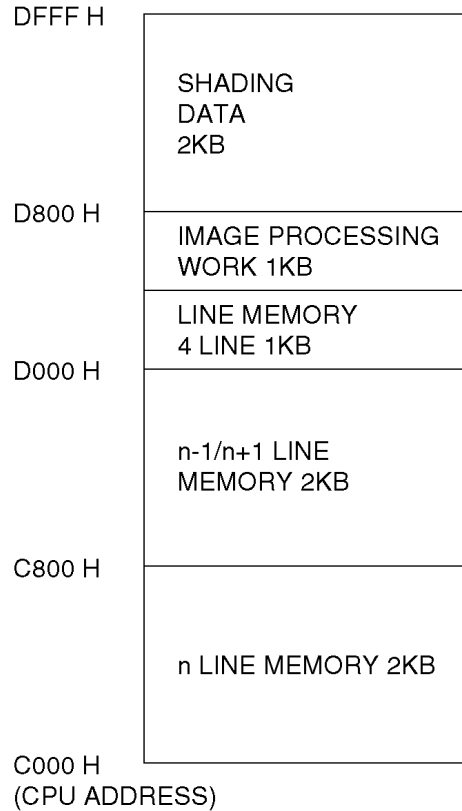 DFFF H
SHADING
DATA
2KB
D800 H
IMAGE PROCESSING
WORK 1KB
LINE MEMORY
4 LINE 1KB
D000 H
n-1/n+1 LINE
MEMORY 2KB
C800 H
n LINE MEMORY 2KB
C000 H
(CPU ADDRESS)